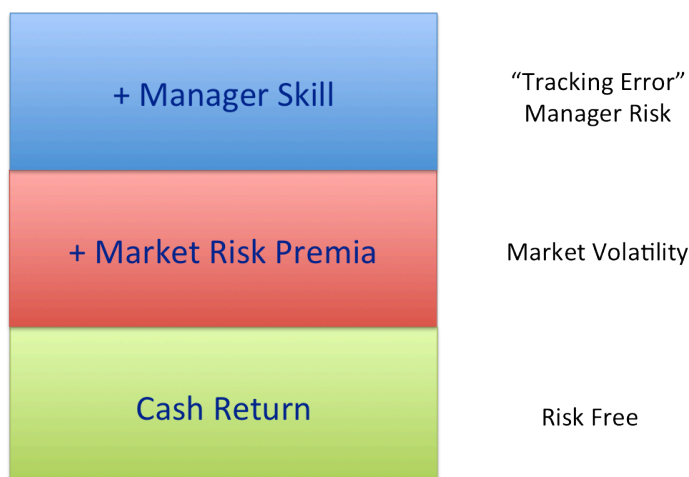 + Manager Skill
“Tracking Error”
Manager Risk
+ Market Risk Premia
Market Volatility
Cash Return
Risk Free